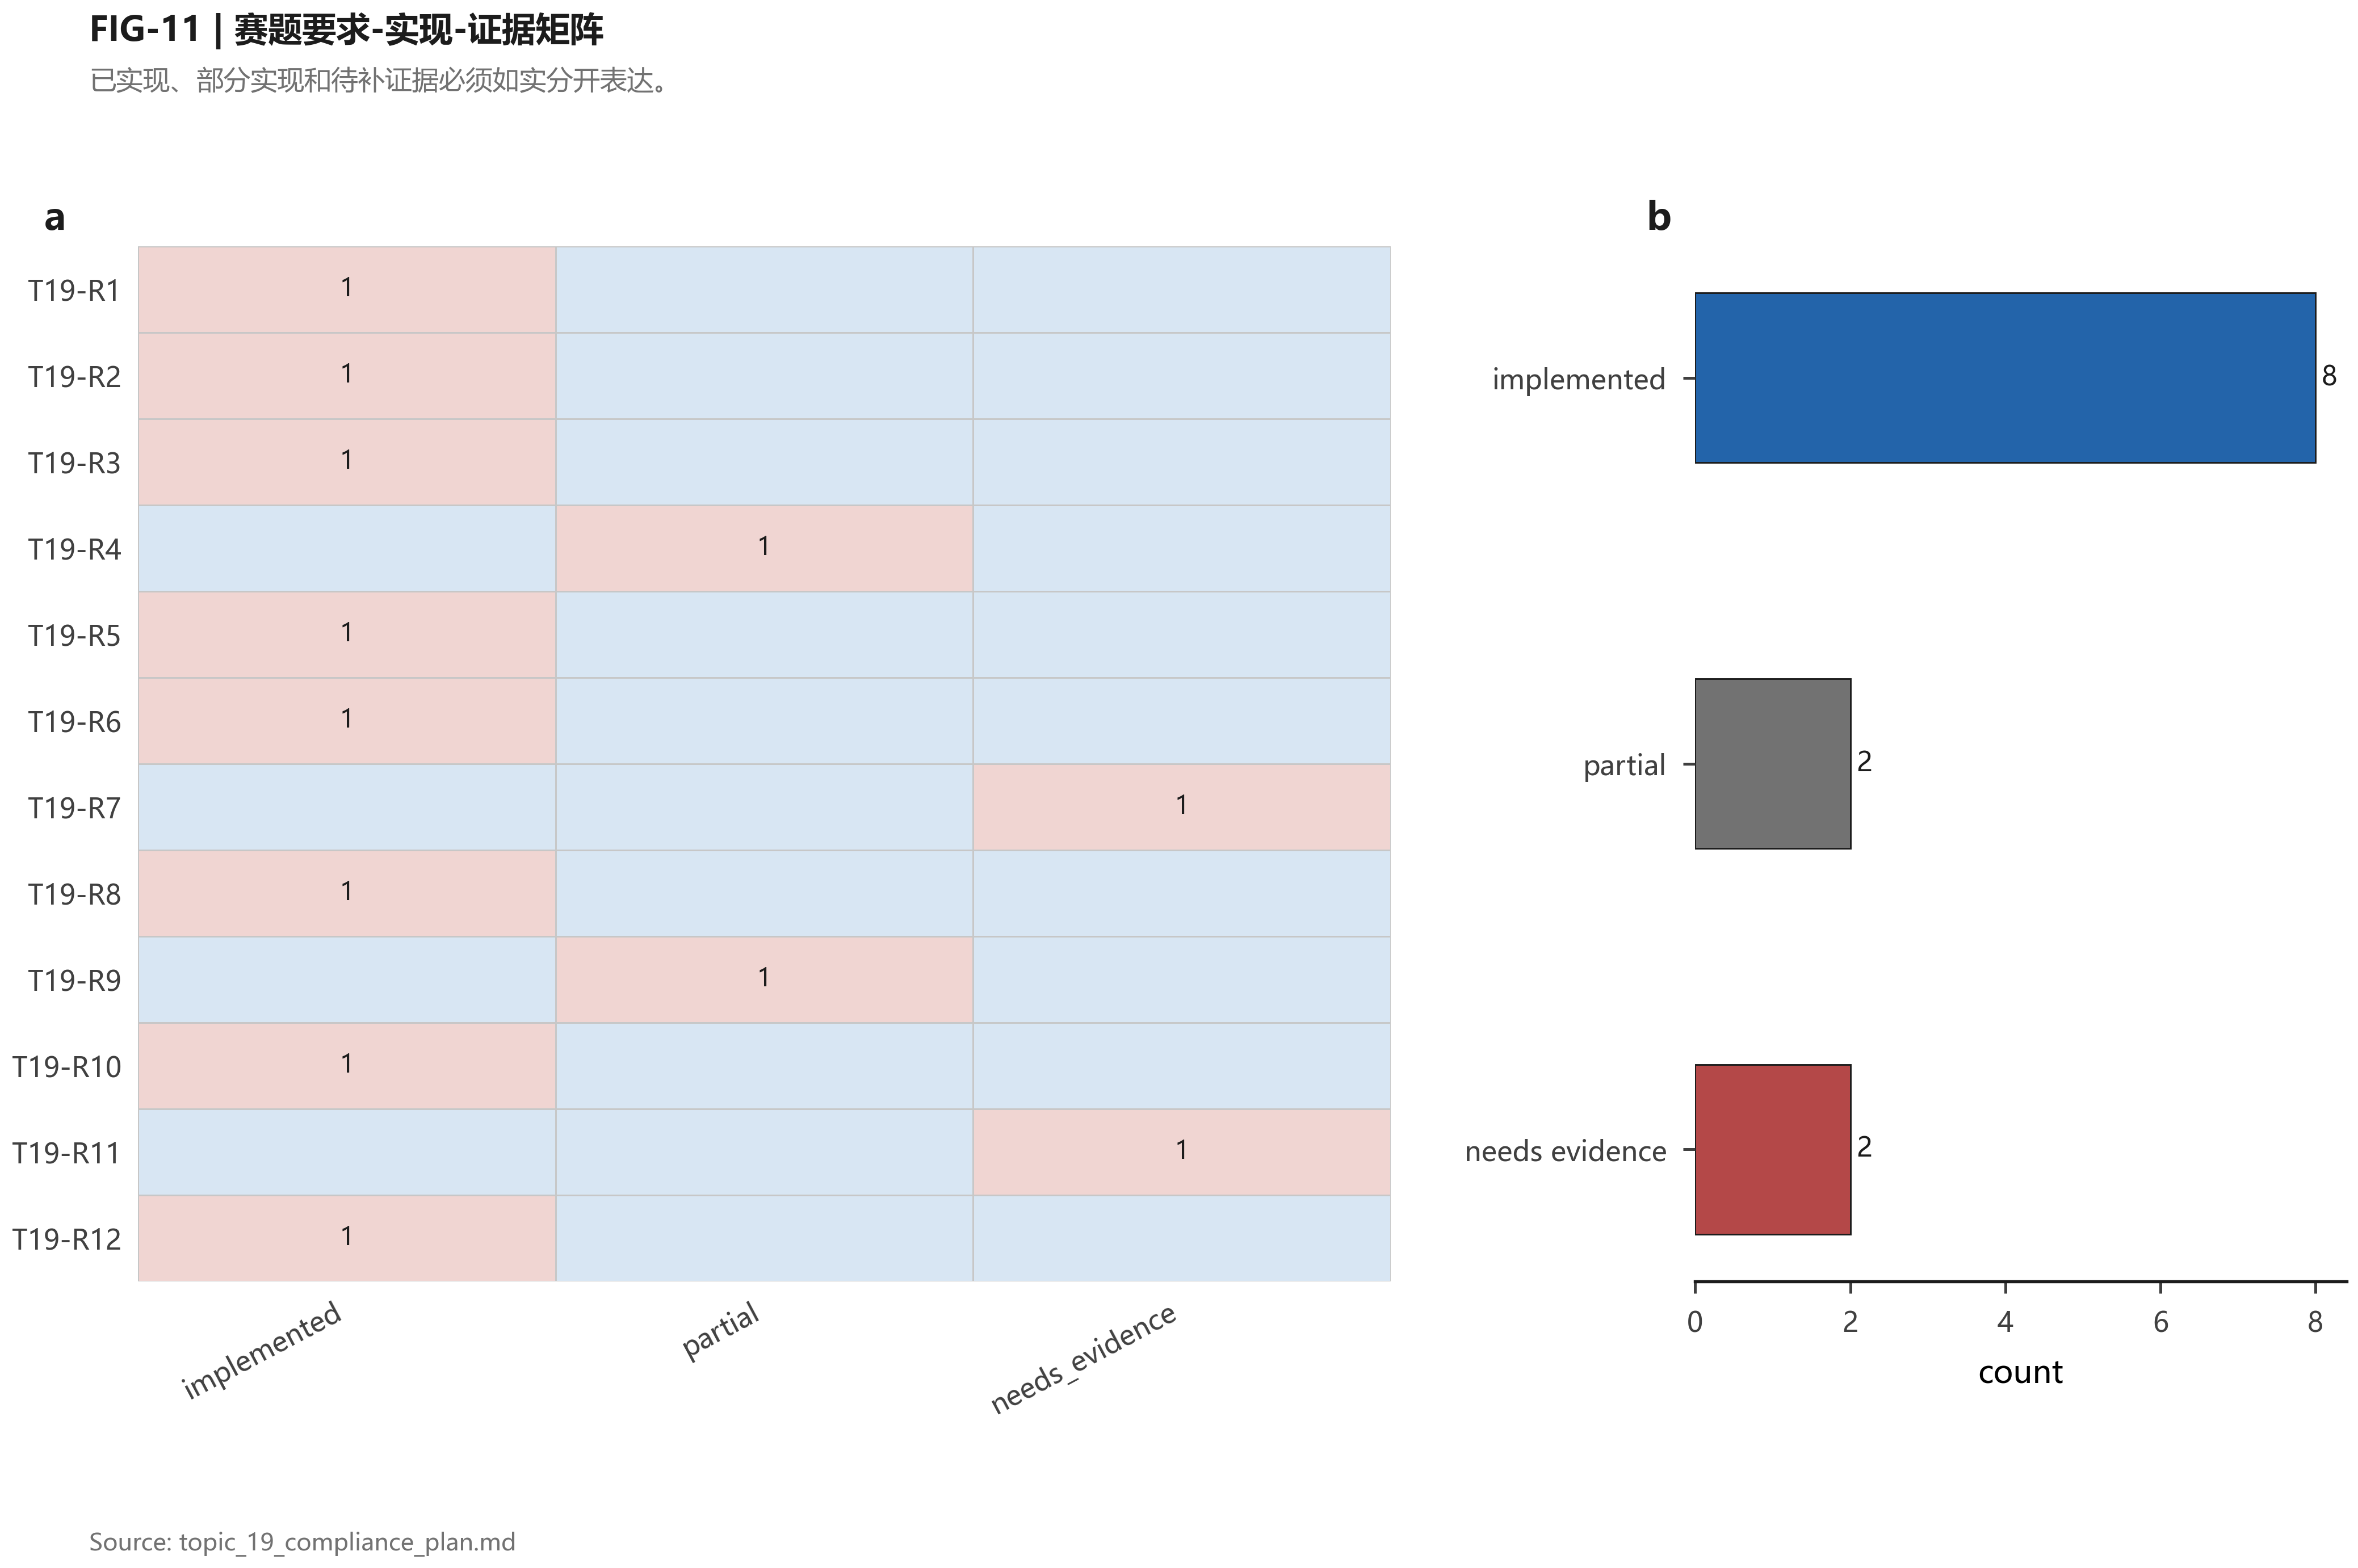 FIG-11 | 赛题要求-实现-证据矩阵
已实现、部分实现和待补证据必须如实分开表达。
a
T19-R1 1
T19-R2 1
T19-R3 1
T19-R4 1
T19-R5 1
T19-R6 1
T19-R7 1
T19-R8 1
T19-R9 1
T19-R10 1
T19-R11 1
T19-R12 1
implemented partial needs_evidence
b
implemented 8
partial 2
needs evidence 2
0 2 4 6 8
count
Source: topic_19_compliance_plan.md